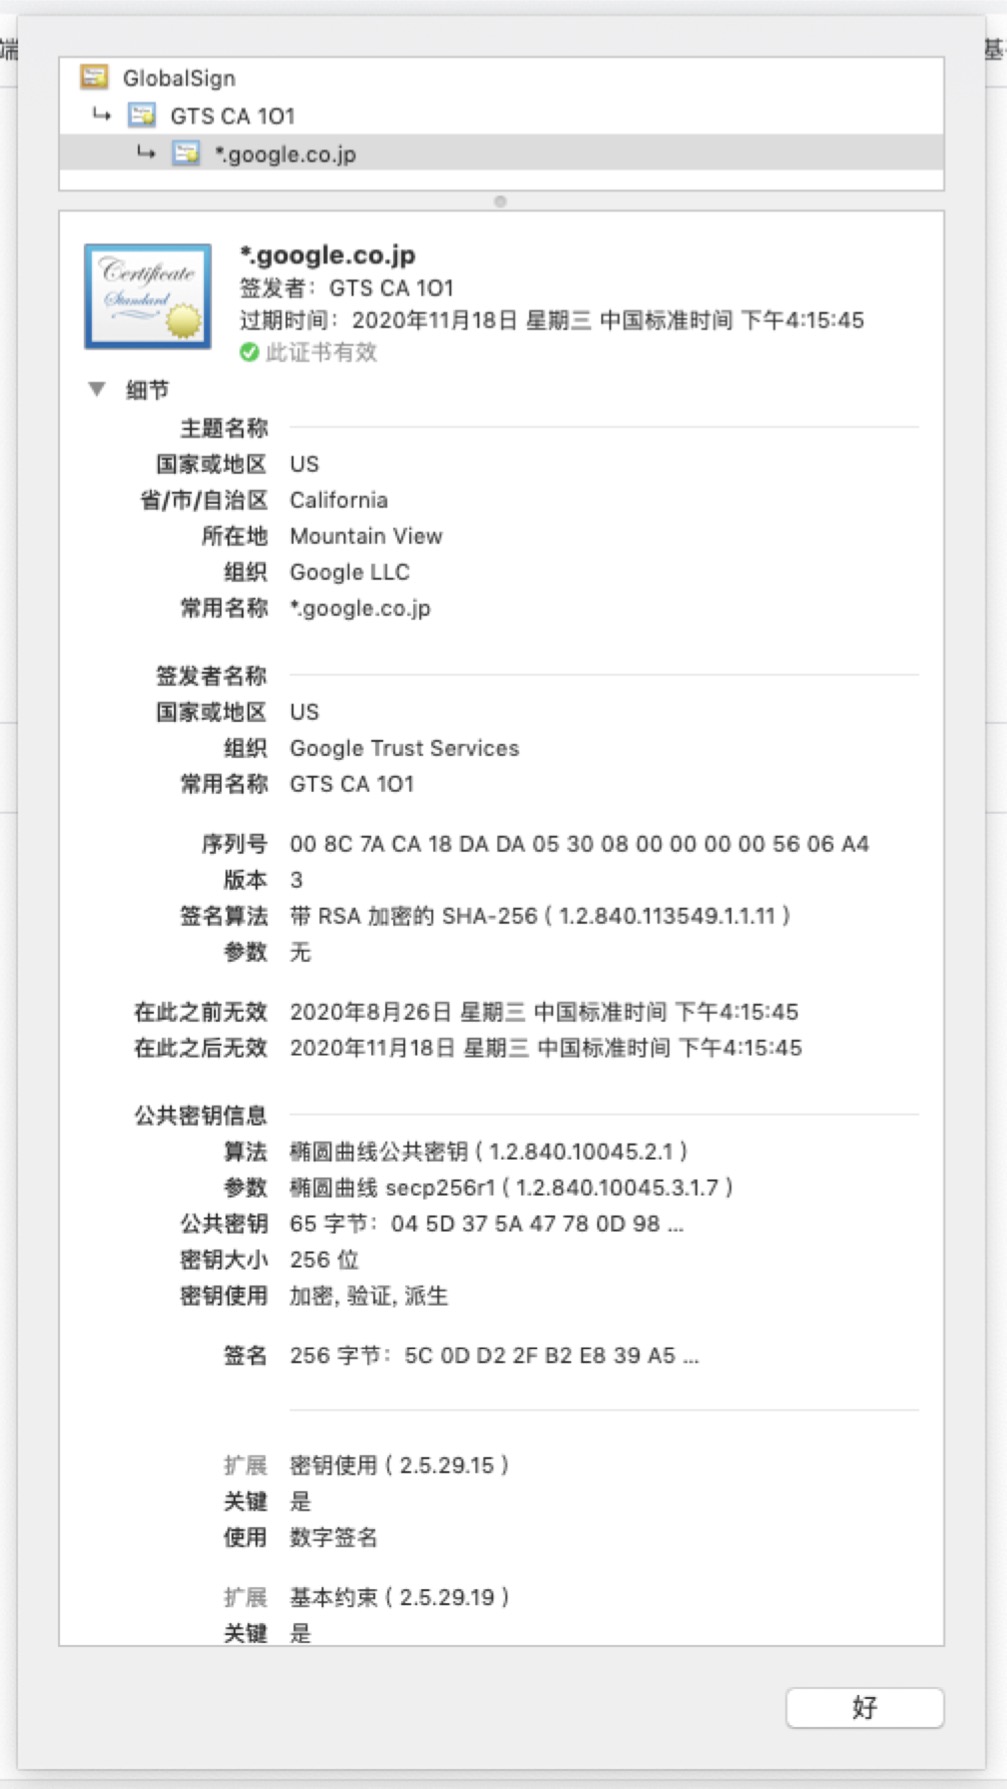 端
基
GlobalSign
↳ GTS CA 1O1
↳ *.google.co.jp
Certificate
Standard
*.google.co.jp
签发者：GTS CA 1O1
过期时间：2020年11月18日 星期三 中国标准时间 下午4:15:45
此证书有效
▼ 细节
主题名称
国家或地区 US
省/市/自治区 California
所在地 Mountain View
组织 Google LLC
常用名称 *.google.co.jp
签发者名称
国家或地区 US
组织 Google Trust Services
常用名称 GTS CA 1O1
序列号 00 8C 7A CA 18 DA DA 05 30 08 00 00 00 00 56 06 A4
版本 3
签名算法 带 RSA 加密的 SHA-256 ( 1.2.840.113549.1.1.11 )
参数 无
在此之前无效 2020年8月26日 星期三 中国标准时间 下午4:15:45
在此之后无效 2020年11月18日 星期三 中国标准时间 下午4:15:45
公共密钥信息
算法 椭圆曲线公共密钥 ( 1.2.840.10045.2.1 )
参数 椭圆曲线 secp256r1 ( 1.2.840.10045.3.1.7 )
公共密钥 65 字节：04 5D 37 5A 47 78 0D 98 ...
密钥大小 256 位
密钥使用 加密, 验证, 派生
签名 256 字节：5C 0D D2 2F B2 E8 39 A5 ...
扩展 密钥使用 ( 2.5.29.15 )
关键 是
使用 数字签名
扩展 基本约束 ( 2.5.29.19 )
关键 是
好